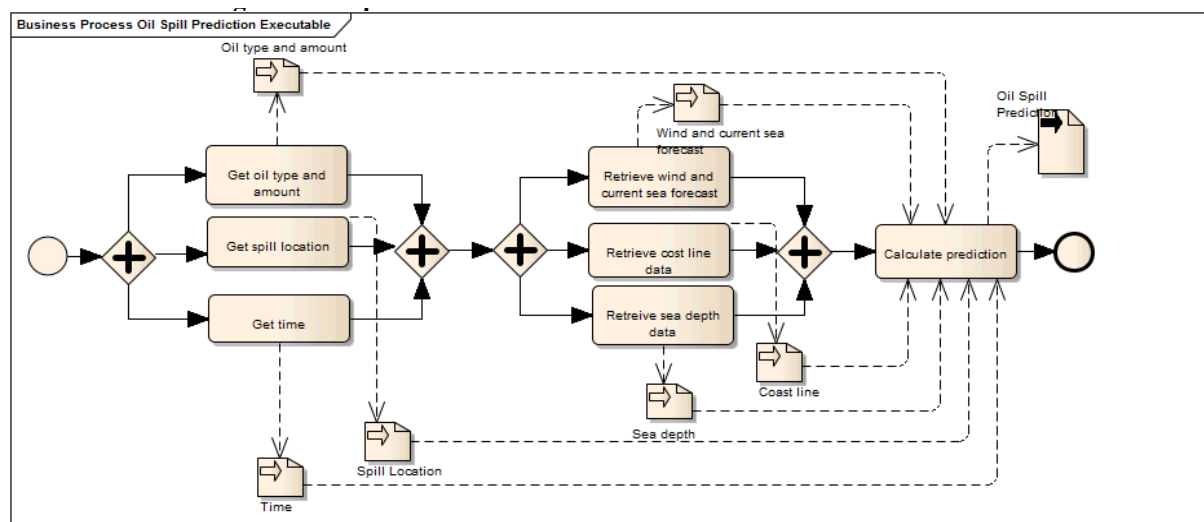 Business Process Oil Spill Prediction Executable
Oil type and amount
Oil Spill
Prediction
Wind and current sea
forecast
Get oil type and
amount
Retrieve wind and
current sea forecast
Get spill location
Retrieve cost line
data
Calculate prediction
Get time
Retreive sea depth
data
Coast line
Sea depth
Spill Location
Time